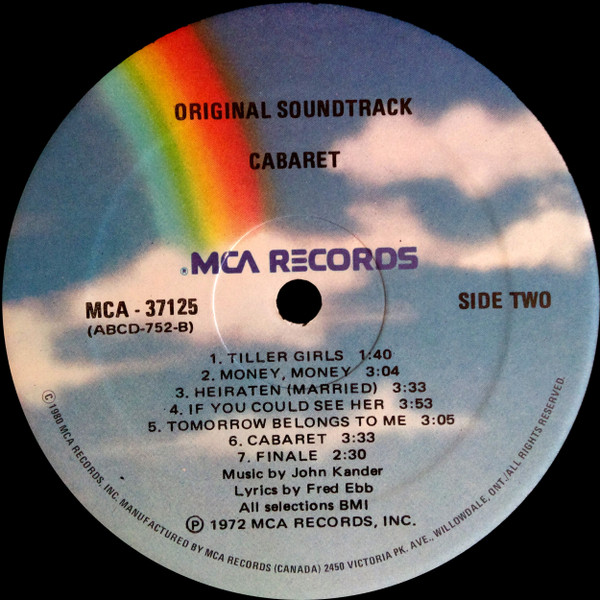 ORIGINAL SOUNDTRACK
CABARET
® MCA RECORDS
MCA - 37125
(ABCD-752-B)
SIDE TWO
1. TILLER GIRLS 1:40
2. MONEY, MONEY 3:04
3. HEIRATEN (MARRIED) 3:33
4. IF YOU COULD SEE HER 3:53
5. TOMORROW BELONGS TO ME 3:05
6. CABARET 3:33
7. FINALE 2:30
Music by John Kander
Lyrics by Fred Ebb
All selections BMI
℗ 1972 MCA RECORDS, INC.
© 1980 MCA RECORDS, INC. MANUFACTURED BY MCA RECORDS (CANADA) 2450 VICTORIA PK. AVE., WILLOWDALE, ONT./ALL RIGHTS RESERVED.